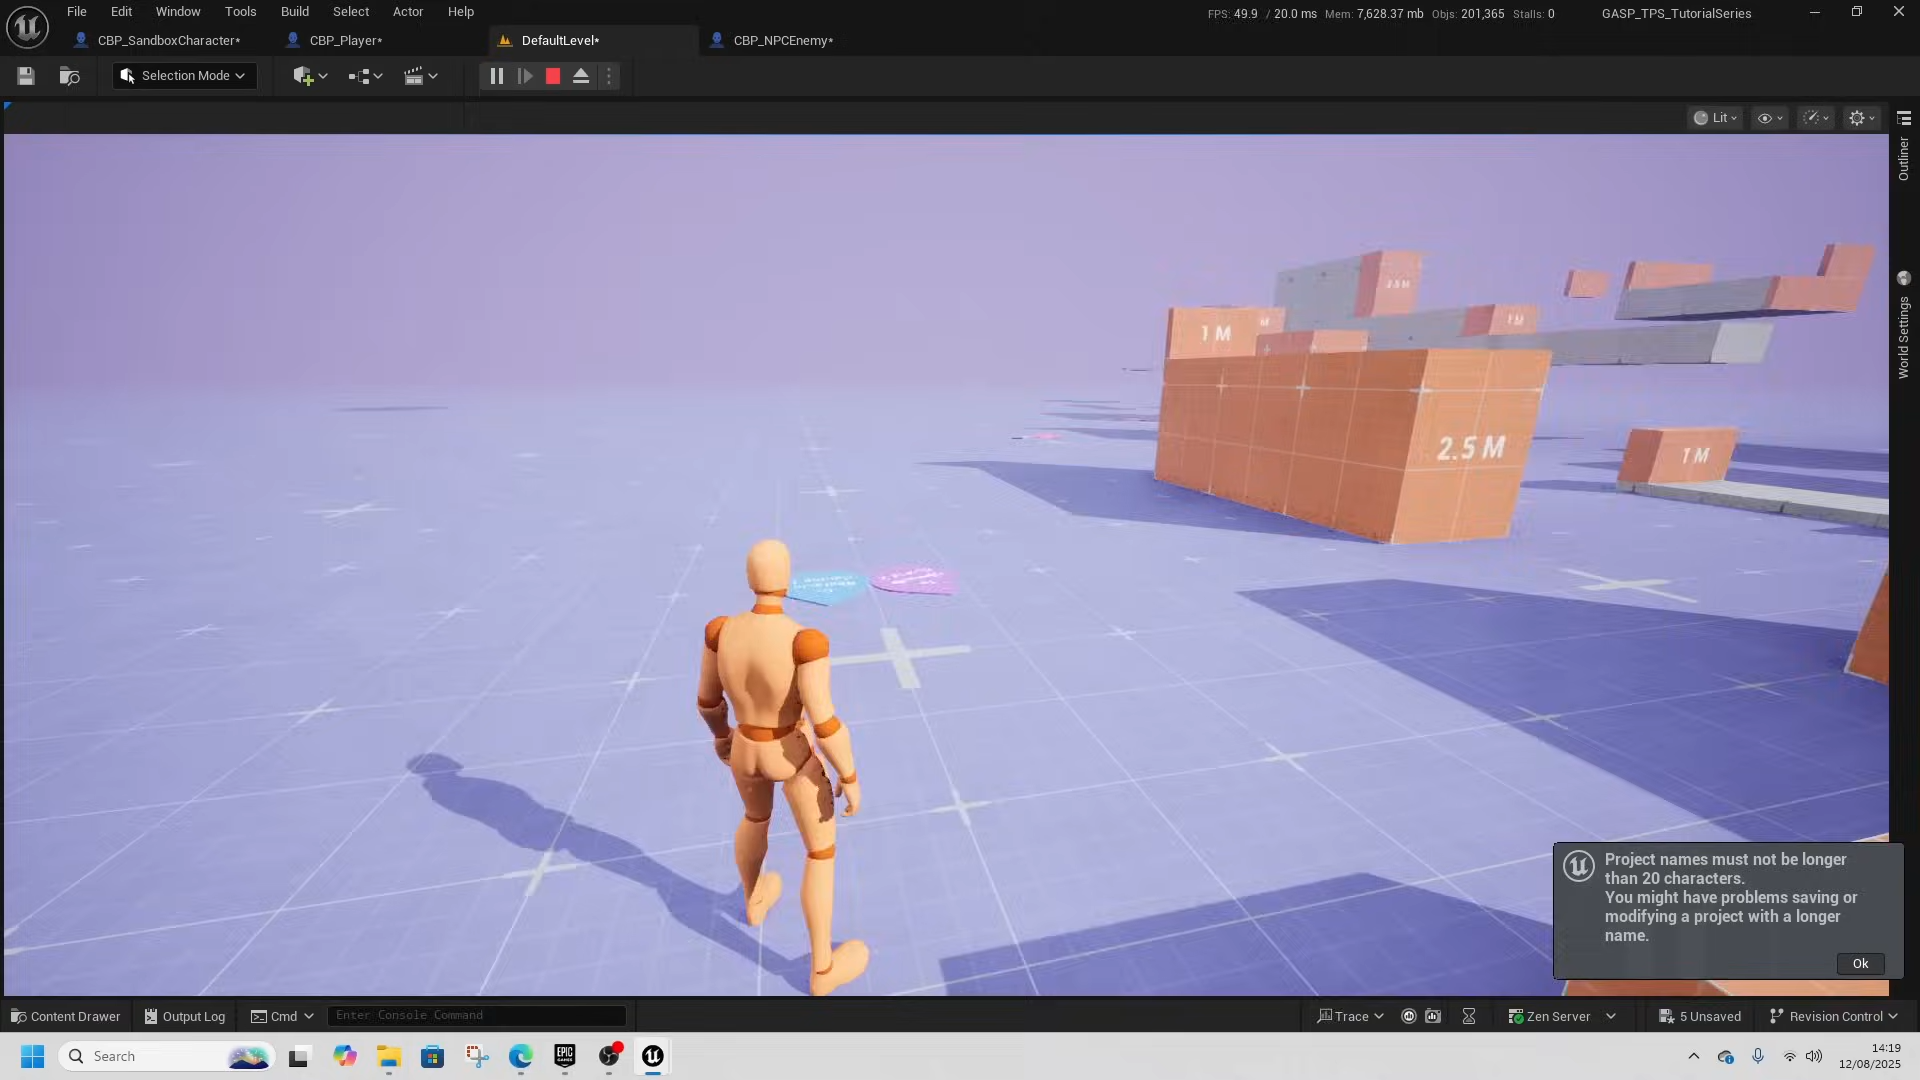 File Edit Window Tools Build Select Actor Help
FPS: 49.9 / 20.0 ms Mem: 7,628.37 mb Objs: 201,365 Stalls: 0
GASP_TPS_TutorialSeries
CBP_SandboxCharacter*
CBP_Player*
DefaultLevel*
CBP_NPCEnemy*
Selection Mode
Lit
Outliner
World Settings
1 M
M
1 M
2.5 M
1 M
Project names must not be longer
than 20 characters.
You might have problems saving or
modifying a project with a longer
name.
Ok
Content Drawer
Output Log
Cmd
Enter Console Command
Trace
Zen Server
5 Unsaved
Revision Control
Search
EPIC
GAMES
14:19
12/08/2025